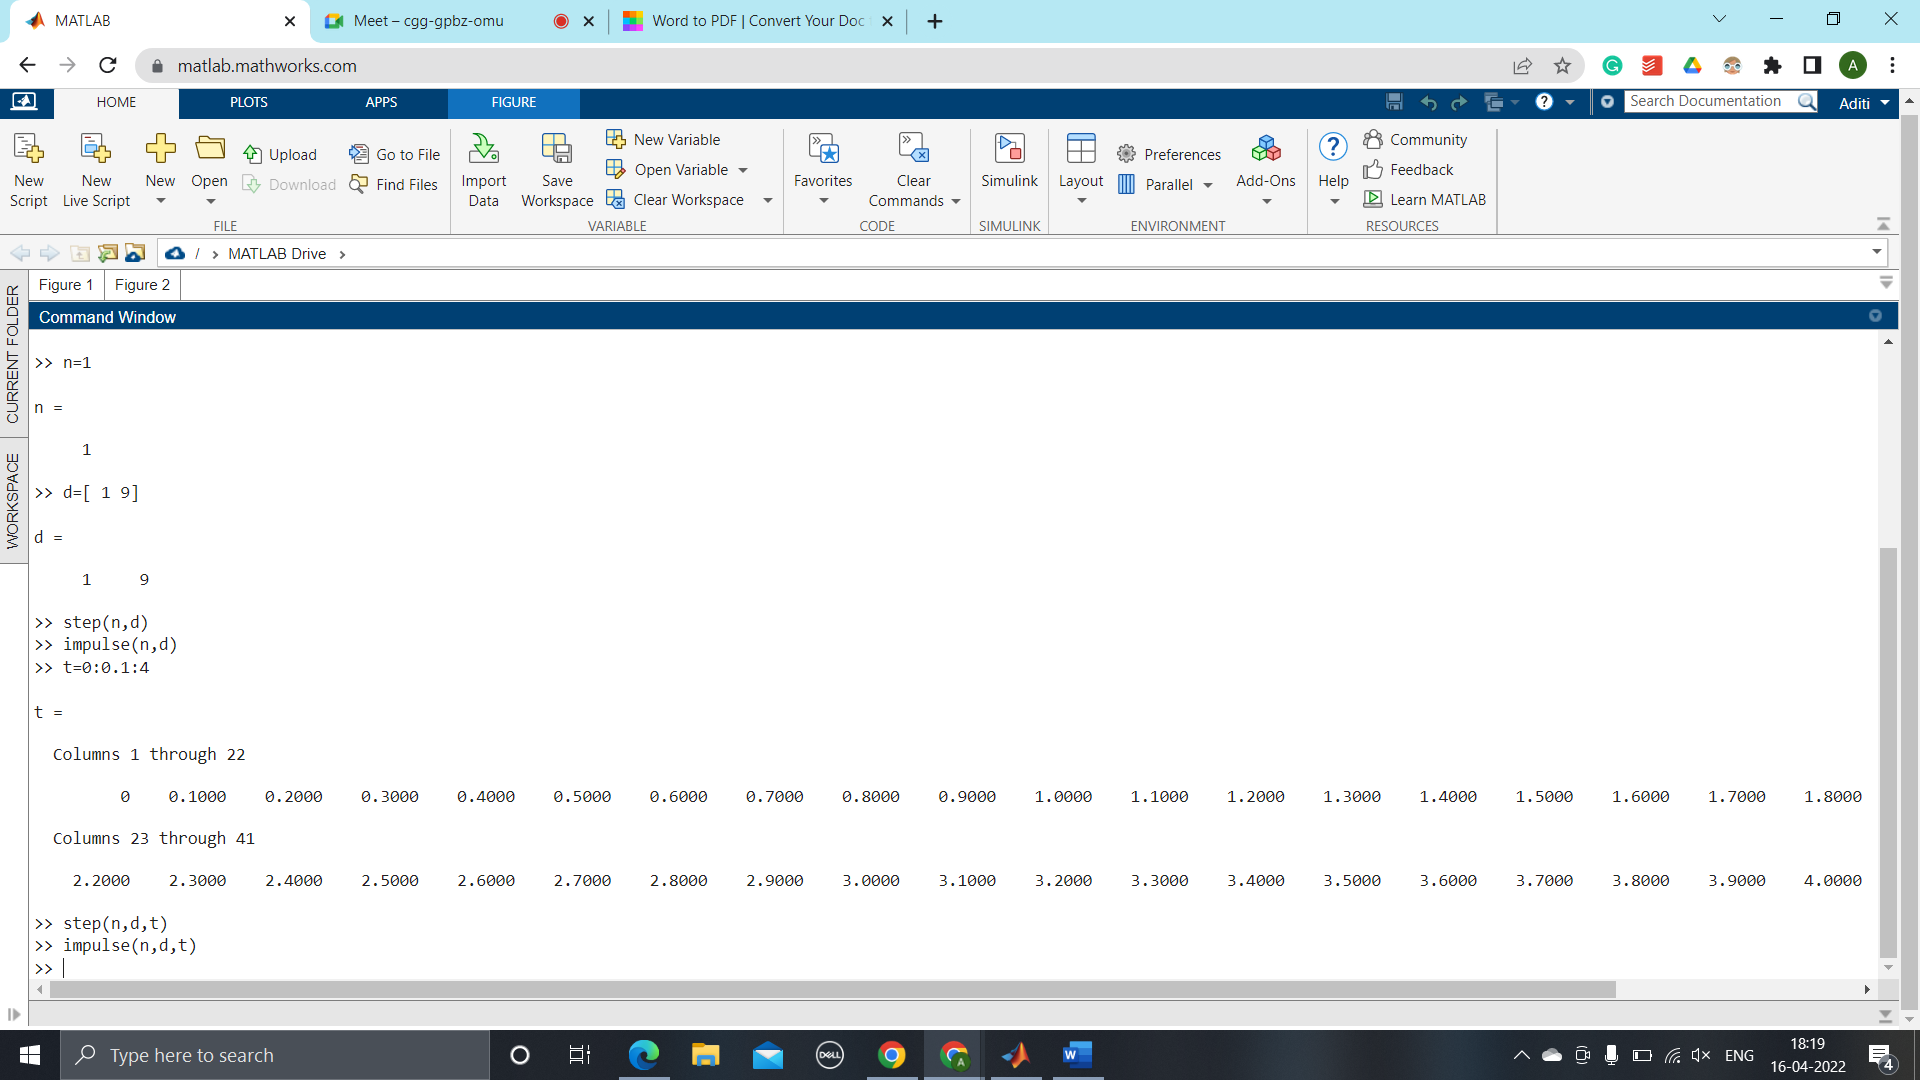 MATLAB
Meet – cgg-gpbz-omu
Word to PDF | Convert Your Doc
matlab.mathworks.com
A
HOME PLOTS APPS FIGURE
Search Documentation
Aditi
New Script
New Live Script
New
Open
Upload
Download
Go to File
Find Files
FILE
Import Data
Save Workspace
New Variable
Open Variable
Clear Workspace
VARIABLE
Favorites
Clear Commands
CODE
Simulink
SIMULINK
Layout
Preferences
Parallel
Add-Ons
ENVIRONMENT
Help
Community
Feedback
Learn MATLAB
RESOURCES
/ › MATLAB Drive ›
CURRENT FOLDER
WORKSPACE
Figure 1 Figure 2
Command Window
>> n=1
n =
1
>> d=[ 1 9]
d =
1 9
>> step(n,d)
>> impulse(n,d)
>> t=0:0.1:4
t =
Columns 1 through 22
0 0.1000 0.2000 0.3000 0.4000 0.5000 0.6000 0.7000 0.8000 0.9000 1.0000 1.1000 1.2000 1.3000 1.4000 1.5000 1.6000 1.7000 1.8000
Columns 23 through 41
2.2000 2.3000 2.4000 2.5000 2.6000 2.7000 2.8000 2.9000 3.0000 3.1000 3.2000 3.3000 3.4000 3.5000 3.6000 3.7000 3.8000 3.9000 4.0000
>> step(n,d,t)
>> impulse(n,d,t)
>>
Type here to search
DELL
ENG
18:19
16-04-2022
4